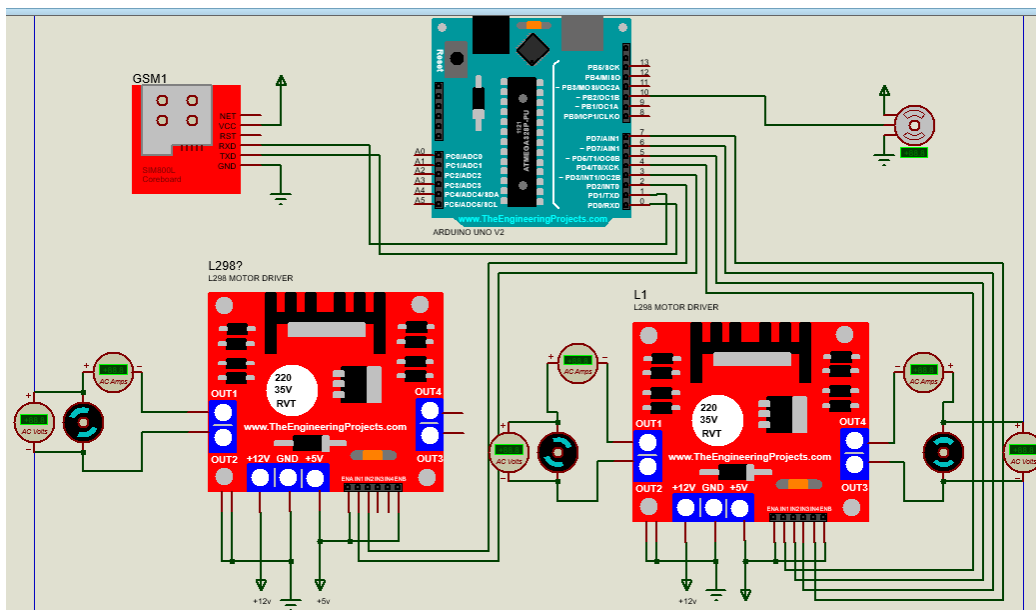 GSM1
NET
VCC
RST
RXD
TXD
GND
SIM800L
Reset
1121
ATMEGA328P-PU
PB5/SCK 13
PB4/MISO 12
~ PB3/MOSI/OC2A 11
~ PB2/OC1B 10
~ PB1/OC1A 9
PB0/ICP1/CLKO 8
PD7/AIN1 7
~ PD7/AIN1 6
~ PD5/T1/OC0B 5
PD4/T0/XCK 4
~ PD3/INT1/OC2B 3
PD2/INT0 2
PD1/TXD 1
PD0/RXD 0
A0 PC0/ADC0
A1 PC1/ADC1
A2 PC2/ADC2
A3 PC3/ADC3
A4 PC4/ADC4/SDA
A5 PC5/ADC5/SCL
www.TheEngineeringProjects.com
ARDUINO UNO V2
L298?
L298 MOTOR DRIVER
220
35V
RVT
OUT1
OUT4
www.TheEngineeringProjects.com
OUT2
OUT3
+12V GND +5V
ENA IN1 IN2 IN3 IN4 ENB
+12v
+5v
AC Amps
AC Volts
L1
L298 MOTOR DRIVER
220
35V
RVT
OUT1
OUT4
www.TheEngineeringProjects.com
OUT2
OUT3
+12V GND +5V
ENA IN1 IN2 IN3 IN4 ENB
+12v
AC Amps
AC Volts
AC Amps
AC Volts